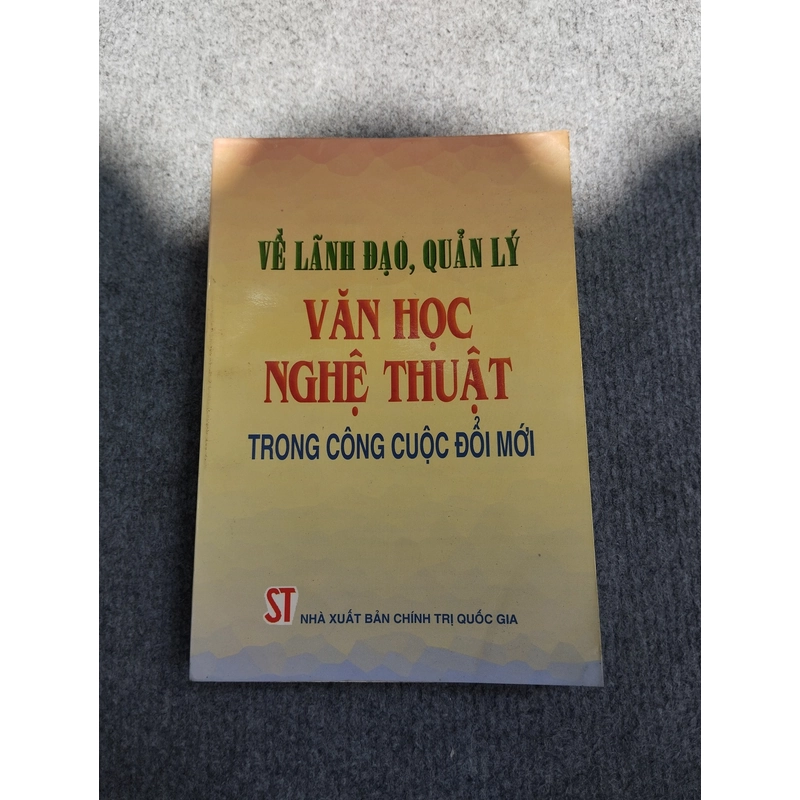 VỀ LÃNH ĐẠO, QUẢN LÝ
VĂN HỌC
NGHỆ THUẬT
TRONG CÔNG CUỘC ĐỔI MỚI
ST NHÀ XUẤT BẢN CHÍNH TRỊ QUỐC GIA